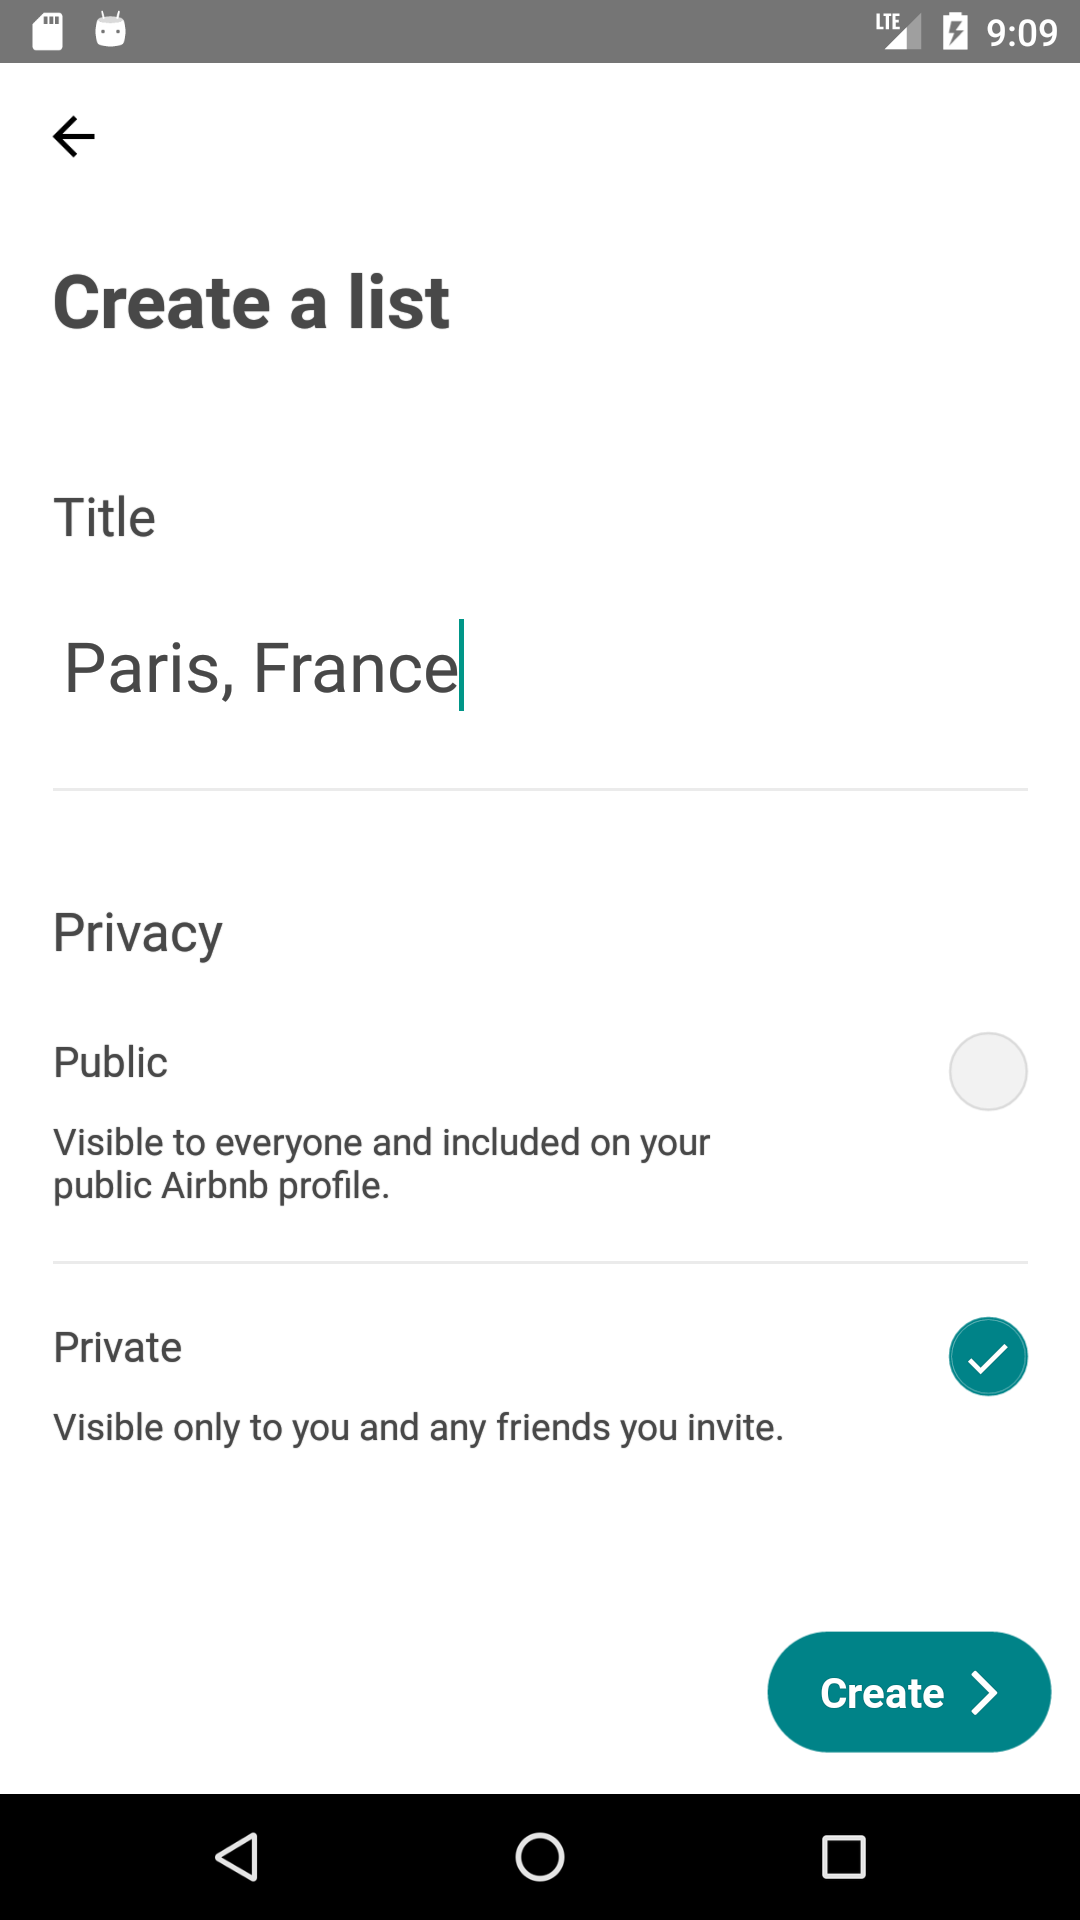 LTE 9:09
Create a list
Title
Paris, France
Privacy
Public
Visible to everyone and included on your
public Airbnb profile.
Private
Visible only to you and any friends you invite.
Create